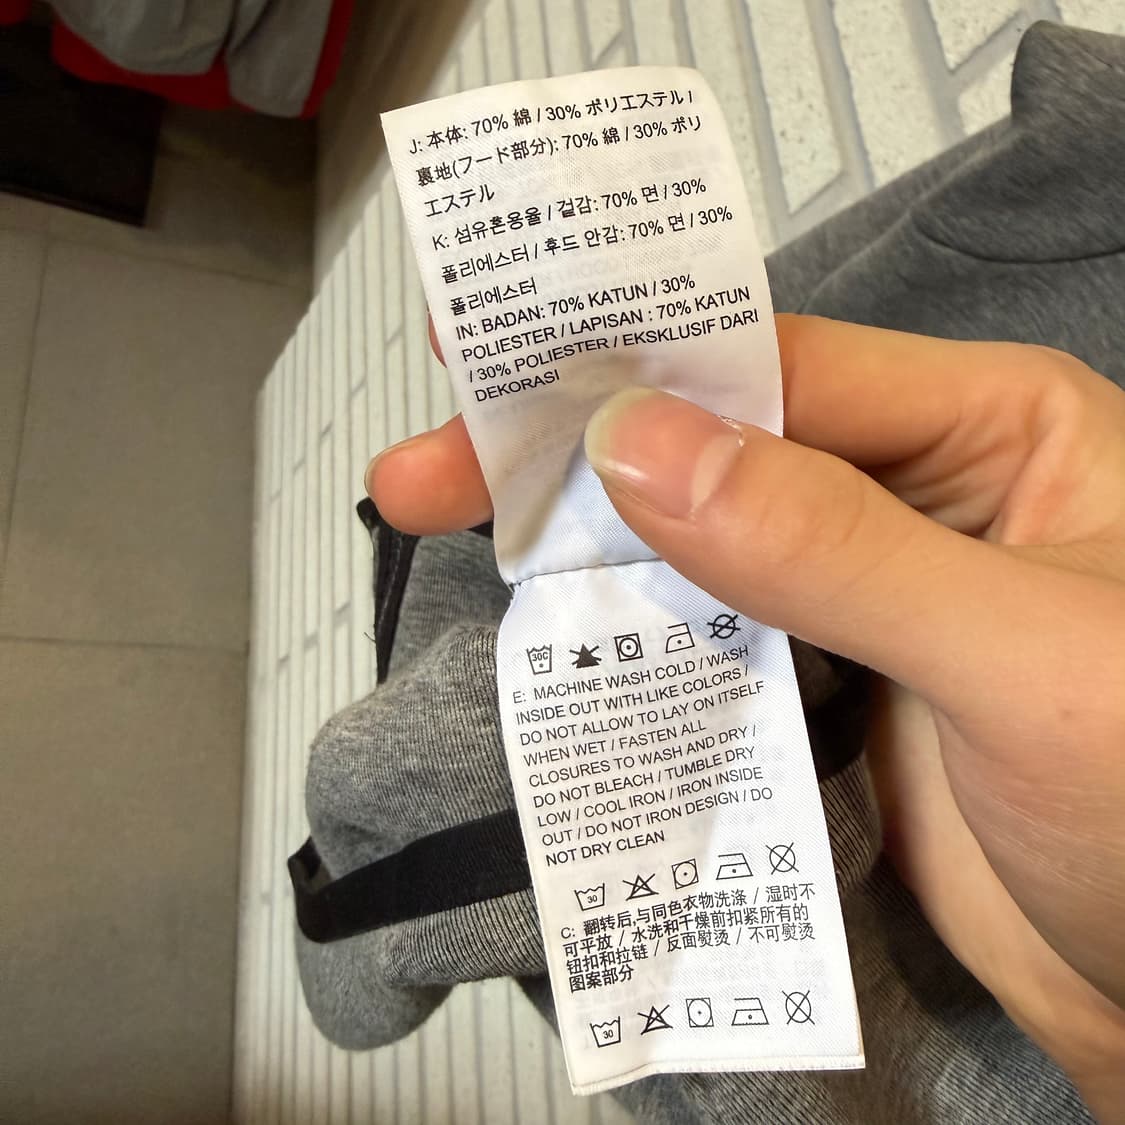 J: 本体: 70% 綿 / 30% ポリエステル /
裏地(フード部分): 70% 綿 / 30% ポリ
エステル
K: 섬유혼용율 / 겉감: 70% 면 / 30%
폴리에스터 / 후드 안감: 70% 면 / 30%
폴리에스터
IN: BADAN: 70% KATUN / 30%
POLIESTER / LAPISAN : 70% KATUN
/ 30% POLIESTER / EKSKLUSIF DARI
DEKORASI
30C
E: MACHINE WASH COLD / WASH
INSIDE OUT WITH LIKE COLORS /
DO NOT ALLOW TO LAY ON ITSELF
WHEN WET / FASTEN ALL
CLOSURES TO WASH AND DRY /
DO NOT BLEACH / TUMBLE DRY
LOW / COOL IRON / IRON INSIDE
OUT / DO NOT IRON DESIGN / DO
NOT DRY CLEAN
30
C: 翻转后,与同色衣物洗涤 / 湿时不
可平放 / 水洗和干燥前扣紧所有的
钮扣和拉链 / 反面熨烫 / 不可熨烫
图案部分
30